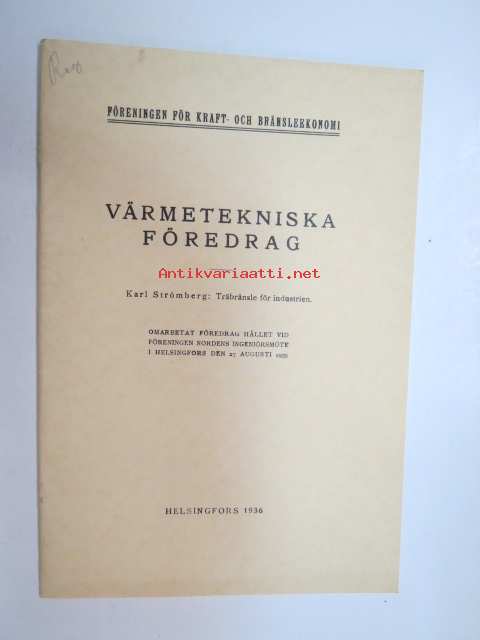 FÖRENINGEN FÖR KRAFT- OCH BRÄNSLEEKONOMI
VÄRMETEKNISKA
FÖREDRAG
Antikvariaatti.net
Karl Strömberg: Träbränsle för industrien.
OMARBETAT FÖREDRAG HÅLLET VID
FÖRENINGEN NORDENS INGENIÖRSMÖTE
I HELSINGFORS DEN 27 AUGUSTI
HELSINGFORS 1936